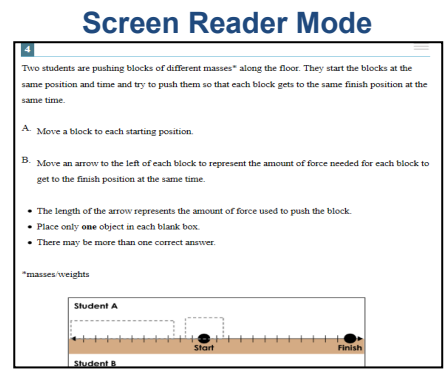 Screen Reader Mode
4
Two students are pushing blocks of different masses* along the floor. They start the blocks at the
same position and time and try to push them so that each block gets to the same finish position at the
same time.
A. Move a block to each starting position.
B. Move an arrow to the left of each block to represent the amount of force needed for each block to
get to the finish position at the same time.
• The length of the arrow represents the amount of force used to push the block.
• Place only one object in each blank box.
• There may be more than one correct answer.
*masses/weights
Student A
Start Finish
Student B